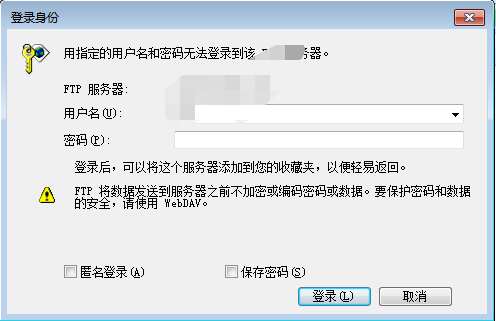 登录身份
用指定的用户名和密码无法登录到该 务器。
FTP 服务器:
用户名(U):
密码(P):
登录后，可以将这个服务器添加到您的收藏夹，以便轻易返回。
FTP 将数据发送到服务器之前不加密或编码密码或数据。要保护密码和数据
的安全，请使用 WebDAV。
匿名登录(A)
保存密码(S)
登录(L)
取消